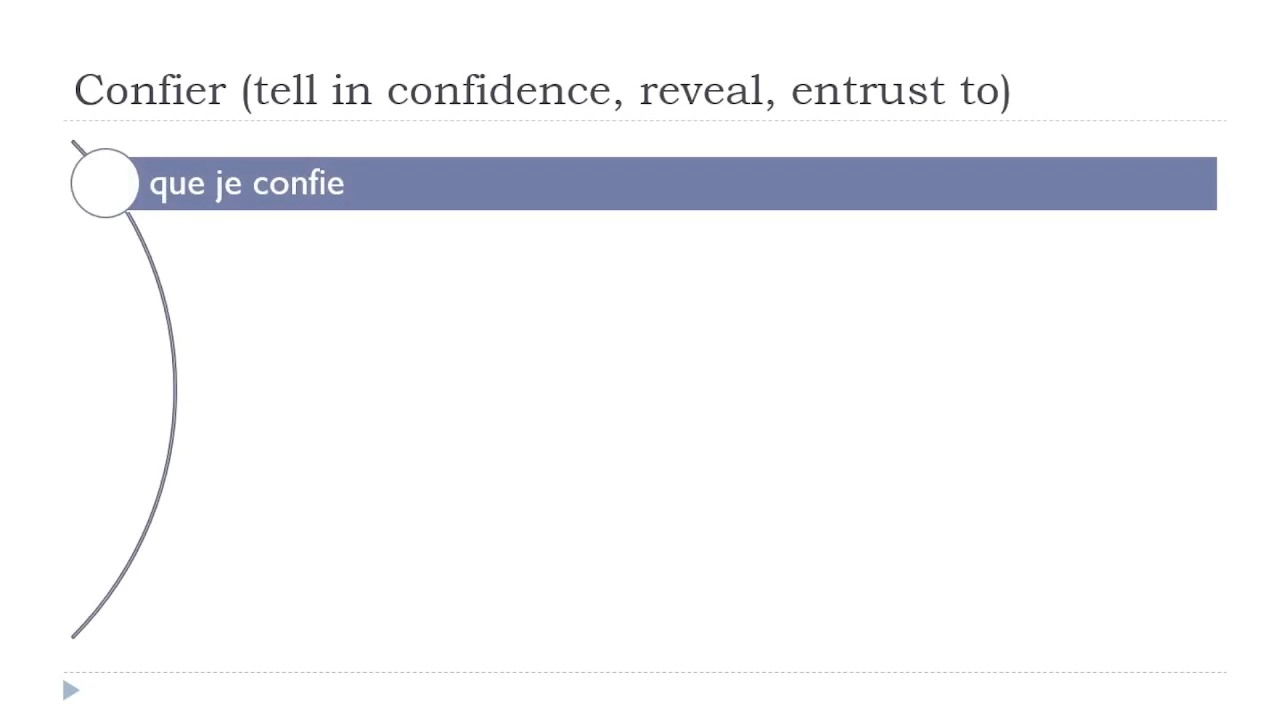 Confier (tell in confidence, reveal, entrust to)
que je confie